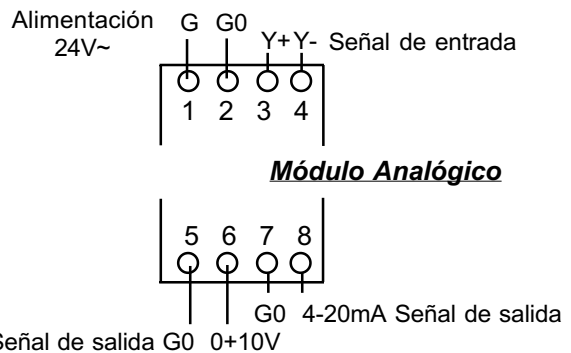 Alimentación G G0
24V~ Y+ Y- Señal de entrada
1 2 3 4
Módulo Analógico
5 6 7 8
G0 4-20mA Señal de salida
Señal de salida G0 0+10V